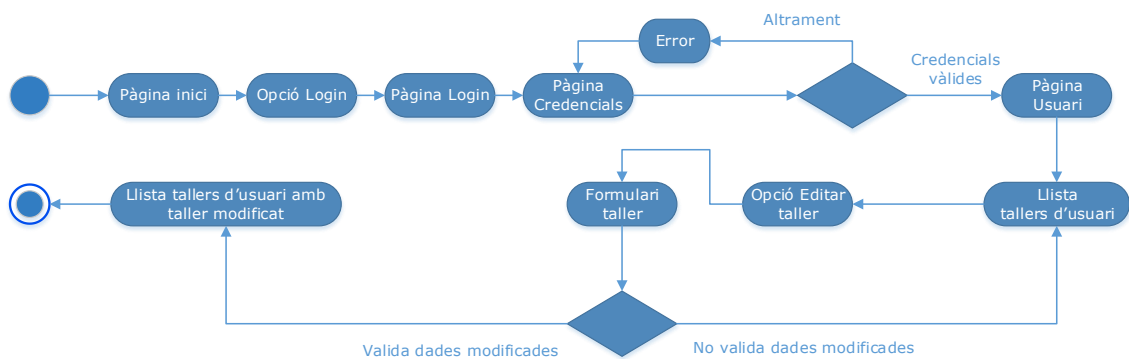 Altrament
Error
Credencials
vàlides
Pàgina inici
Opció Login
Pàgina Login
Pàgina
Credencials
Pàgina
Usuari
Llista tallers d’usuari amb
taller modificat
Formulari
taller
Opció Editar
taller
Llista
tallers d’usuari
Valida dades modificades
No valida dades modificades